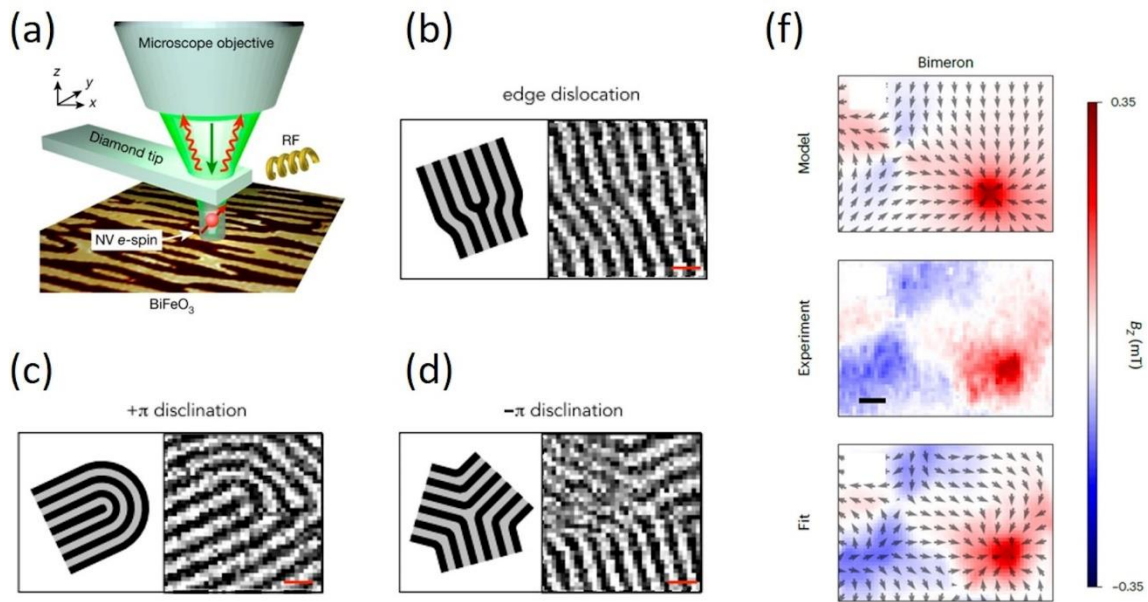 (a)
Microscope objective
z
y
x
Diamond tip
RF
NV e-spin
BiFeO₃
(b)
edge dislocation
(c)
+π disclination
(d)
−π disclination
(f)
Bimeron
Model
Experiment
Fit
0.35
B_Z (mT)
−0.35